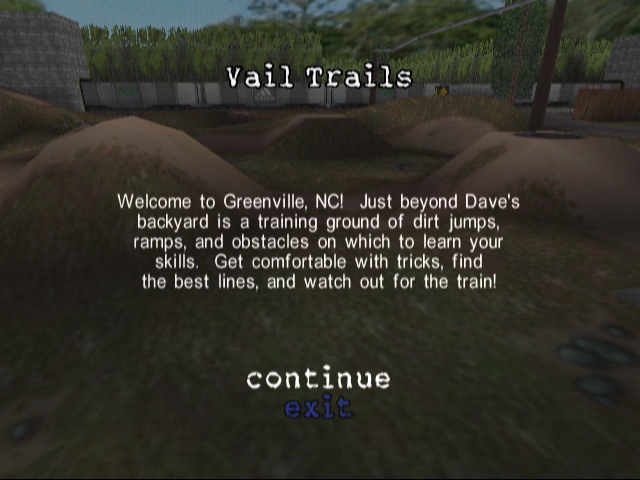 Vail Trails
Welcome to Greenville, NC!  Just beyond Dave's
backyard is a training ground of dirt jumps,
ramps, and obstacles on which to learn your
skills.  Get comfortable with tricks, find
the best lines, and watch out for the train!
continue
exit